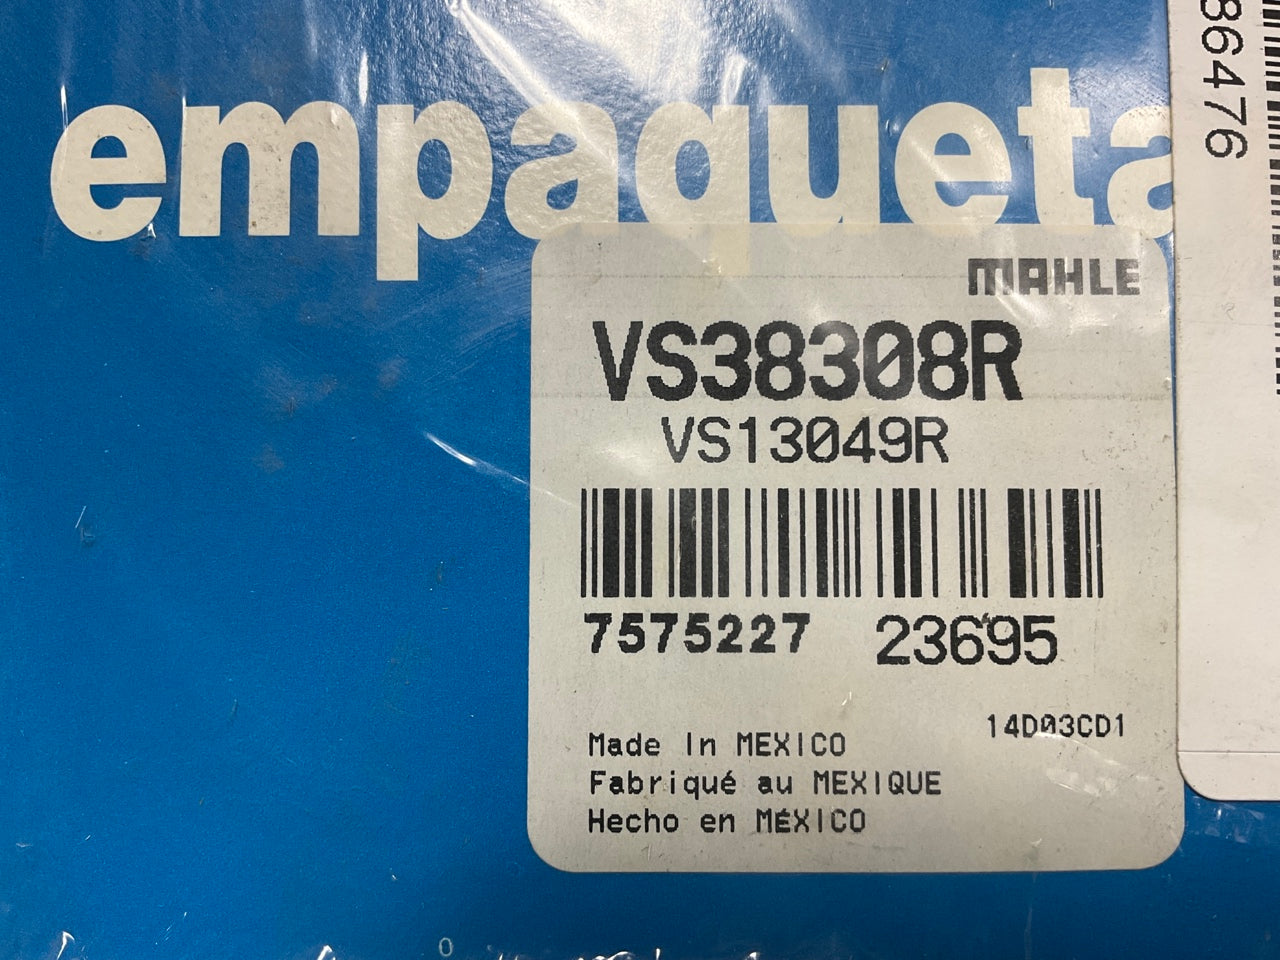 empaqueta
86476
MAHLE
VS38308R
VS13049R
7575227 23695
14D03CD1
Made In MEXICO
Fabriqué au MEXIQUE
Hecho en MÉXICO